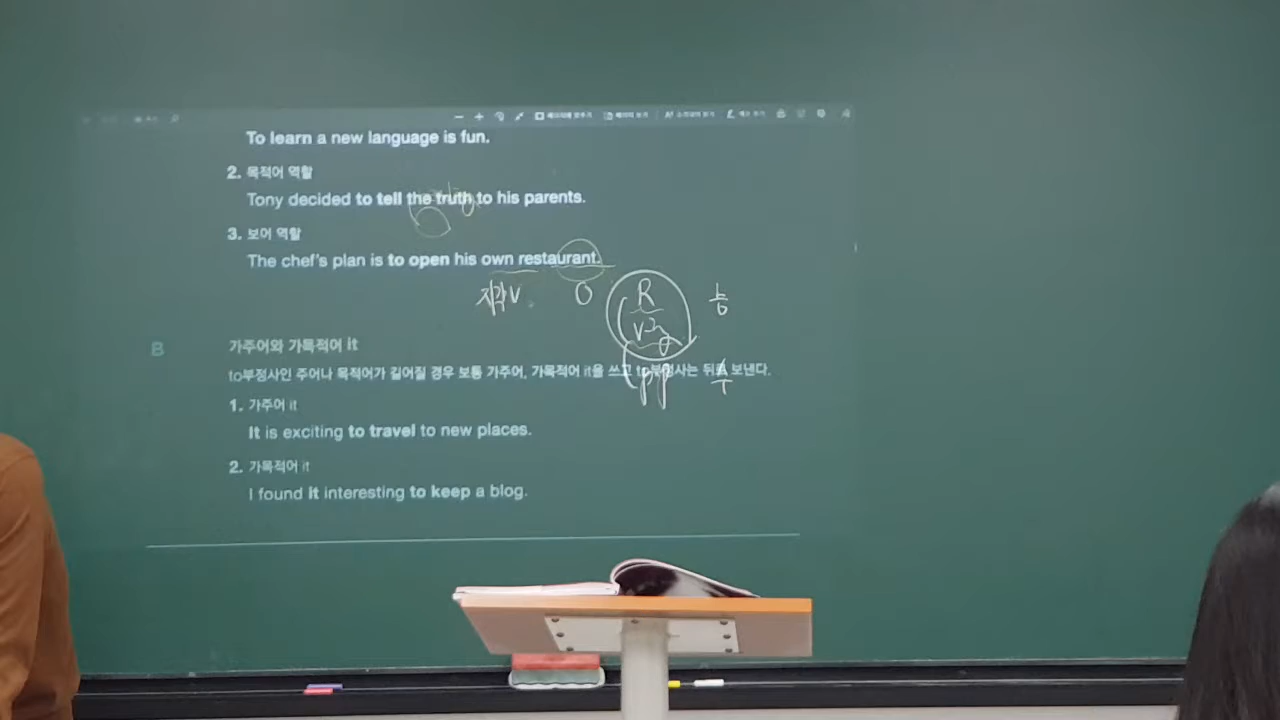 To learn a new language is fun.
2. 목적어 역할
Tony decided to tell the truth to his parents.
3. 보어 역할
The chef's plan is to open his own restaurant.
지각V O R 능
Ving
pp 수
B 가주어와 가목적어 it
to부정사인 주어나 목적어가 길어질 경우 보통 가주어, 가목적어 it을 쓰고 to부정사는 뒤로 보낸다.
1. 가주어 it
It is exciting to travel to new places.
2. 가목적어 it
I found it interesting to keep a blog.